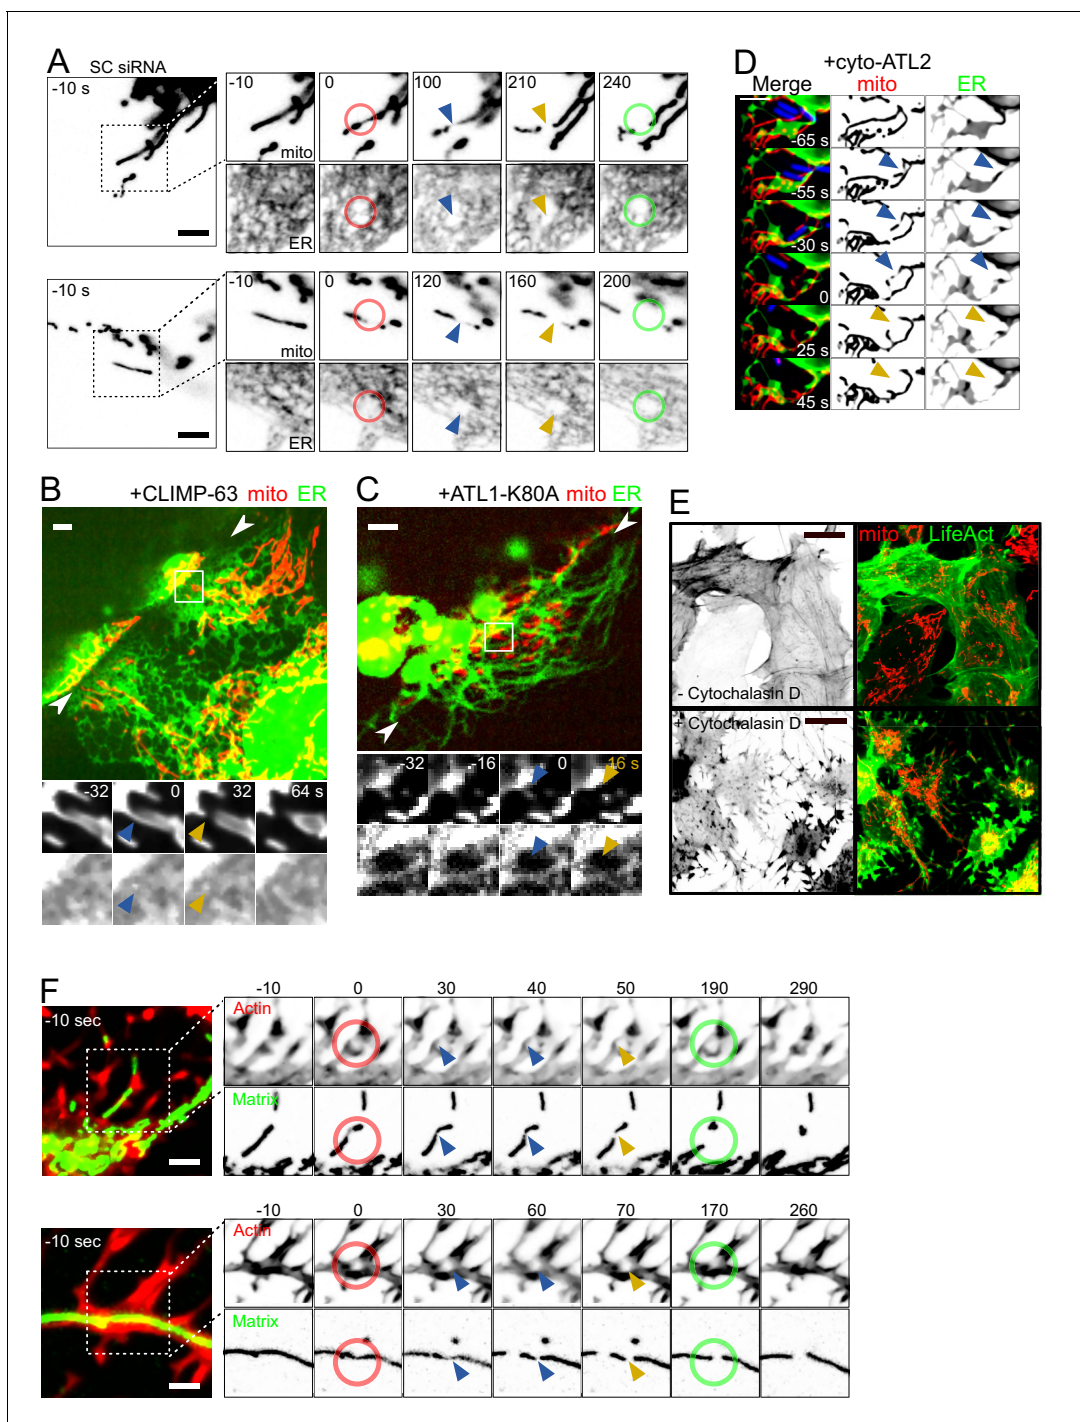 A
SC siRNA
-10 s
-10
0
100
210
240
mito
ER
-10 s
-10
0
120
160
200
mito
ER
D
+cyto-ATL2
Merge mito ER
-65 s
-55 s
-30 s
0
25 s
45 s
B
+CLIMP-63 mito ER
-32
0
32
64 s
C
+ATL1-K80A mito ER
-32
-16
0
16 s
E
mito LifeAct
- Cytochalasin D
+ Cytochalasin D
F
-10 sec
-10
0
30
40
50
190
290
Actin
Matrix
-10 sec
-10
0
30
60
70
170
260
Actin
Matrix